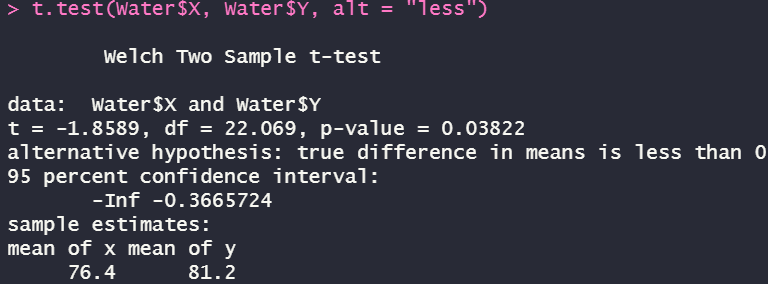 > t.test(Water$X, Water$Y, alt = "less")
Welch Two Sample t-test
data:  Water$X and Water$Y
t = -1.8589, df = 22.069, p-value = 0.03822
alternative hypothesis: true difference in means is less than 0
95 percent confidence interval:
-Inf -0.3665724
sample estimates:
mean of x mean of y
76.4      81.2